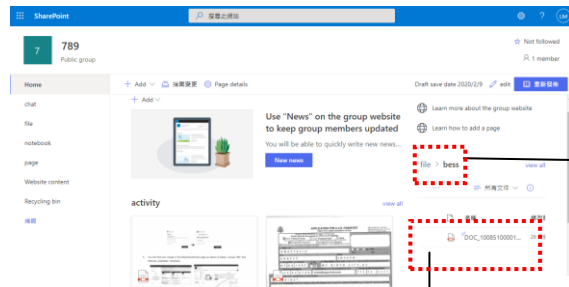 SharePoint
搜尋此網站
?
LM
7
789
Public group
Not followed
1 member
Home
chat
file
notebook
page
Website content
Recycling bin
編輯
+ Add
捨棄變更
Page details
Draft save date 2020/2/9
edit
重新發佈
+ Add
Use "News" on the group website
to keep group members updated
You will be able to quickly write new news...
New news
activity
view all
Learn more about the group website
Learn how to add a page
file > bess
view all
所有文件
名稱
DOC_10085100001...